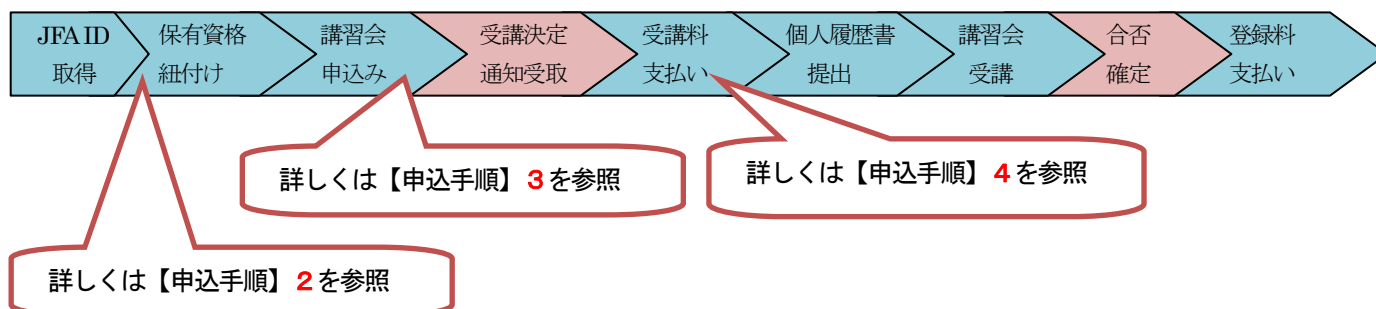 JFA ID
取得
保有資格
紐付け
講習会
申込み
受講決定
通知受取
受講料
支払い
個人履歴書
提出
講習会
受講
合否
確定
登録料
支払い
詳しくは【申込手順】3を参照
詳しくは【申込手順】4を参照
詳しくは【申込手順】2を参照